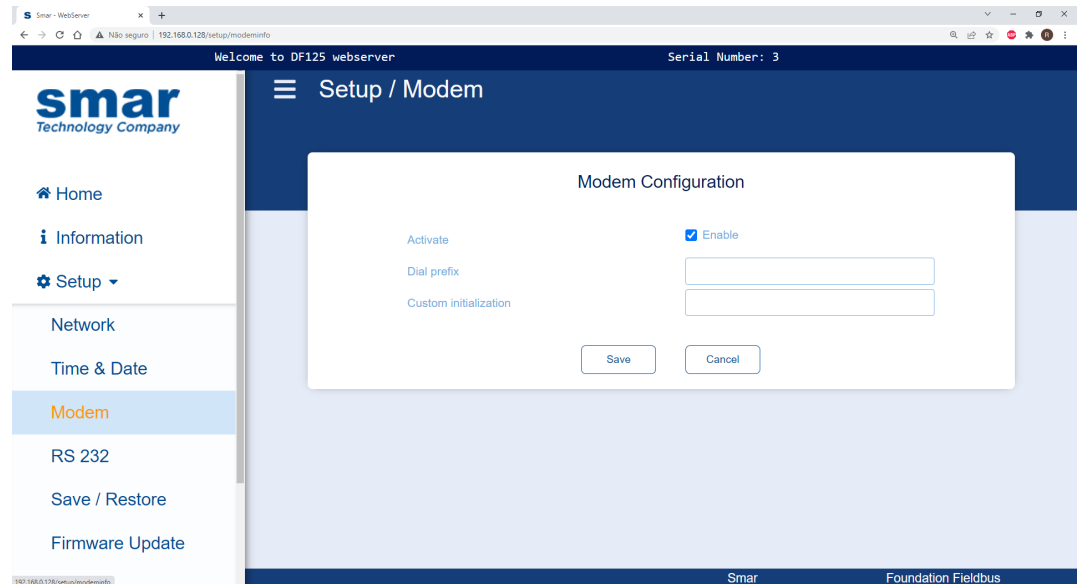 S Smar - WebServer
Não seguro | 192.168.0.128/setup/modeminfo
ABP
R
Welcome to DF125 webserver Serial Number: 3
smar
Technology Company
Setup / Modem
Home
Information
Setup
Network
Time & Date
Modem
RS 232
Save / Restore
Firmware Update
Modem Configuration
Activate Enable
Dial prefix
Custom initialization
Save Cancel
192.168.0.128/setup/modeminfo
Smar Foundation Fieldbus